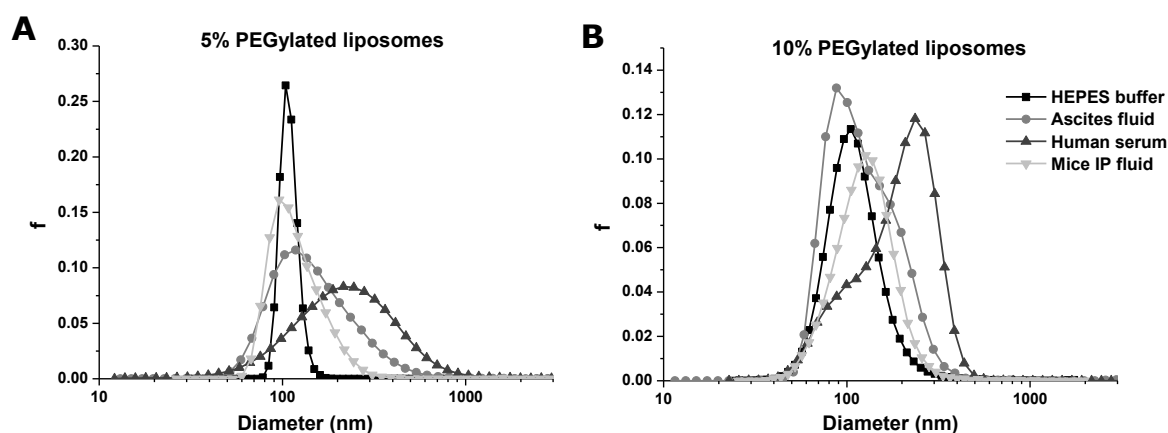 A
5% PEGylated liposomes
0.30
0.25
0.20
0.15
0.10
0.05
0.00
f
10 100 1000
Diameter (nm)
B
10% PEGylated liposomes
0.14
0.12
0.10
0.08
0.06
0.04
0.02
0.00
f
10 100 1000
Diameter (nm)
HEPES buffer
Ascites fluid
Human serum
Mice IP fluid